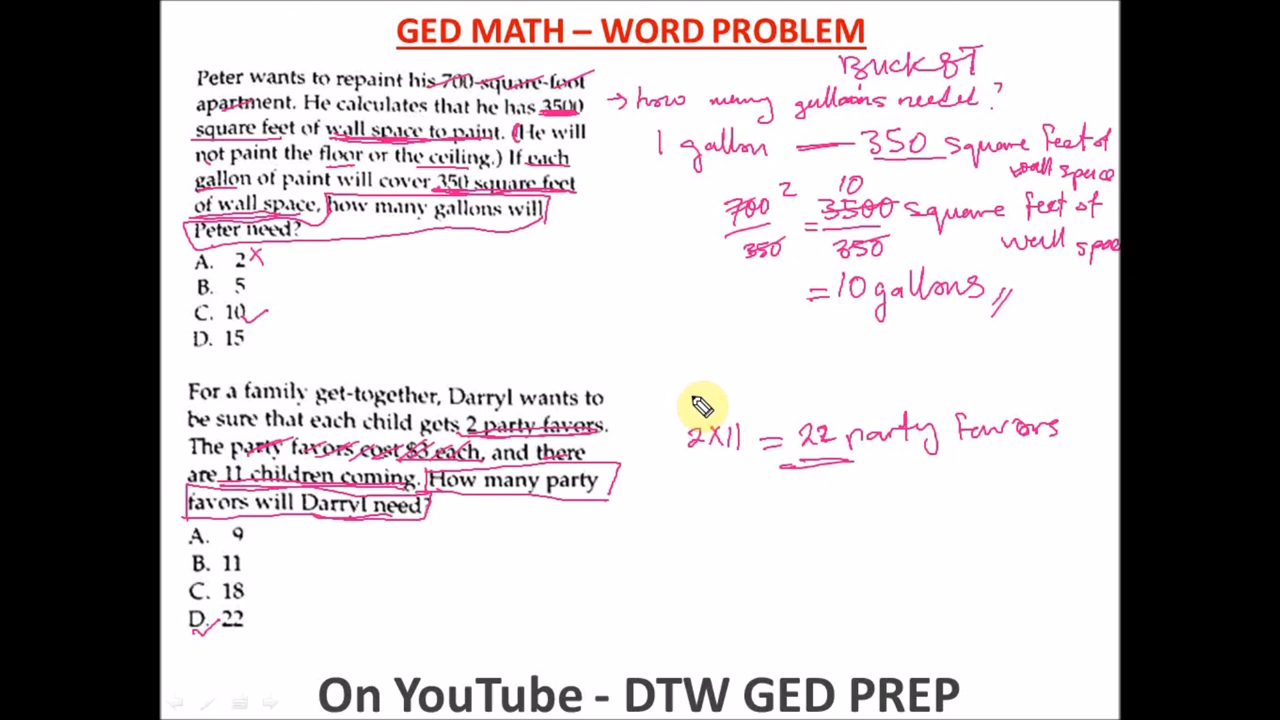 GED MATH – WORD PROBLEM
Peter wants to repaint his 700-square-foot
apartment. He calculates that he has 3500
square feet of wall space to paint. (He will
not paint the floor or the ceiling.) If each
gallon of paint will cover 350 square feet
of wall space, how many gallons will
Peter need?
A. 2 X
B. 5
C. 10 ✓
D. 15
BUCKET
→ how many gallons needed?
1 gallon — 350 square feet of
wall space
700 2 10
= 3500 square feet of
350 350 wall space
= 10 gallons //
For a family get-together, Darryl wants to
be sure that each child gets 2 party favors.
The party favors cost $3 each, and there
are 11 children coming. How many party
favors will Darryl need?
A. 9
B. 11
C. 18
D. ✓ 22
2X11 = 22 party favors
On YouTube - DTW GED PREP